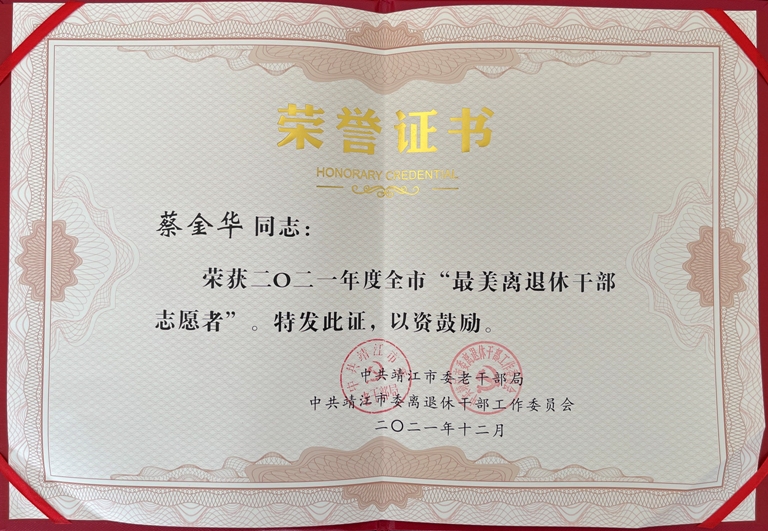 荣誉证书
HONORARY CREDENTIAL
蔡金华 同志：
荣获二〇二一年度全市“最美离退休干部
志愿者”。特发此证，以资鼓励。
中共靖江市委老干部局
中共靖江市委离退休干部工作委员会
二〇二一年十二月